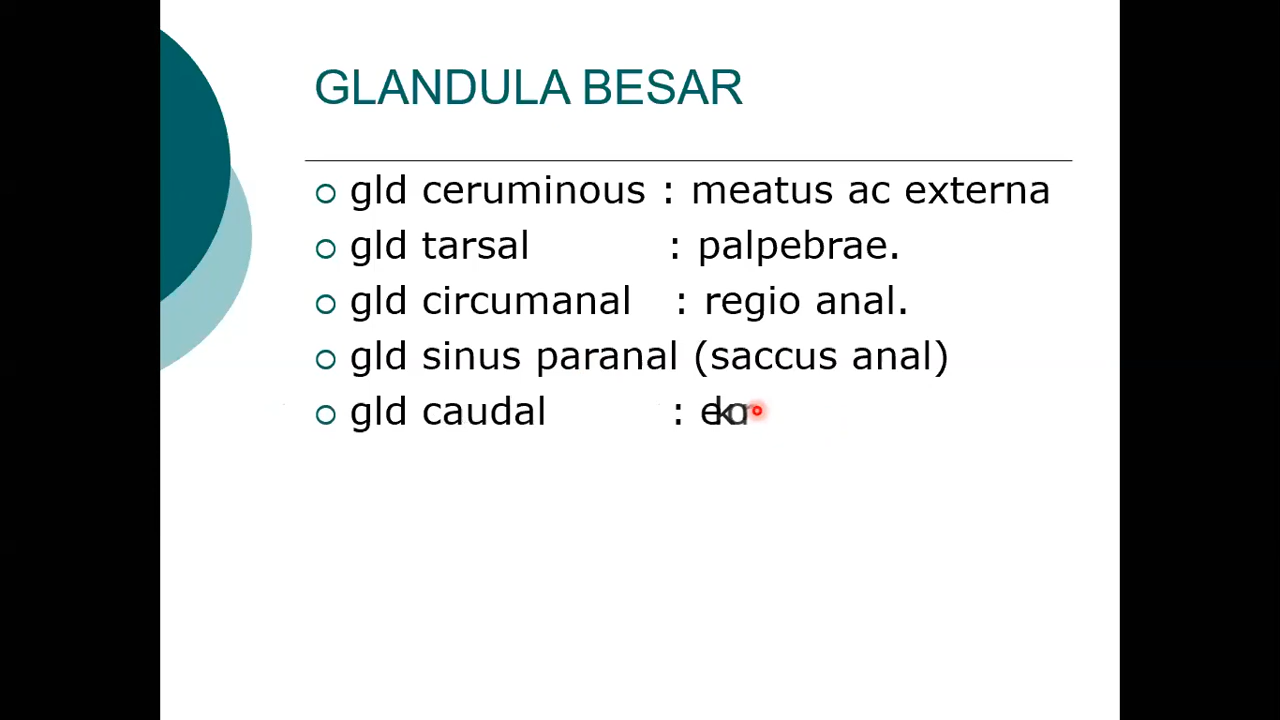 GLANDULA BESAR
gld ceruminous : meatus ac externa
gld tarsal : palpebrae.
gld circumanal : regio anal.
gld sinus paranal (saccus anal)
gld caudal :